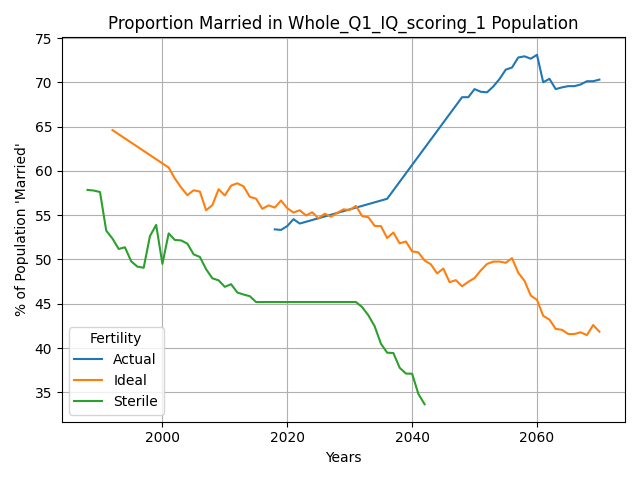 Proportion Married in Whole_Q1_IQ_scoring_1 Population
% of Population 'Married'
75
70
65
60
55
50
45
40
35
Fertility
Actual
Ideal
Sterile
2000
2020
2040
2060
Years